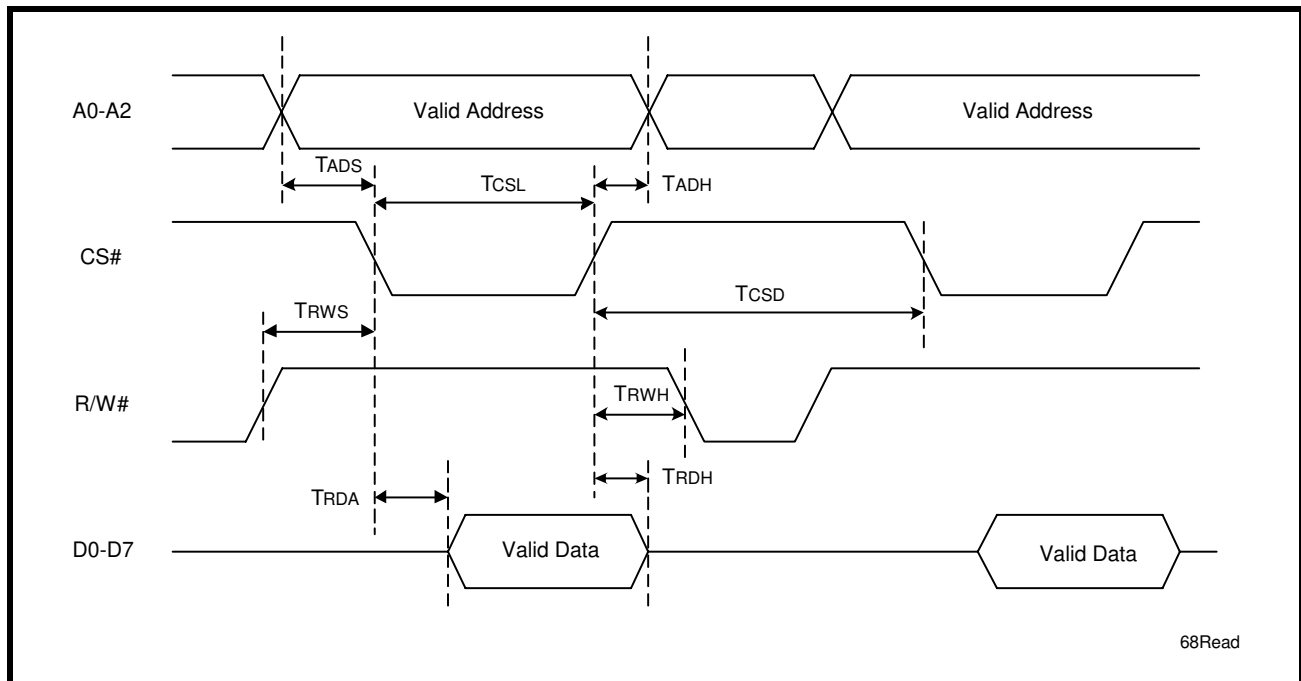 A0-A2
Valid Address
Valid Address
TADS
TCSL
TADH
CS#
TCSD
TRWS
R/W#
TRWH
TRDH
TRDA
D0-D7
Valid Data
Valid Data
68Read